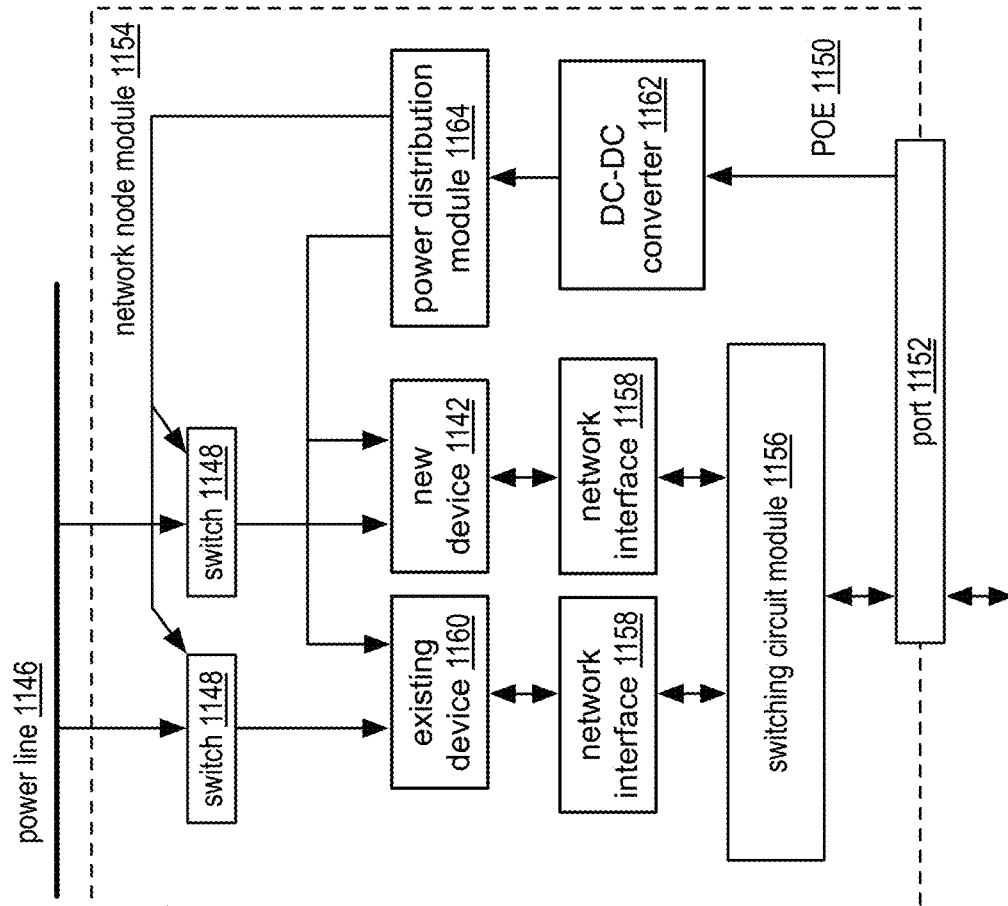 power line 1146
network node module 1154
switch 1148
switch 1148
existing
device 1160
new
device 1142
power distribution
module 1164
network
interface 1158
network
interface 1158
DC-DC
converter 1162
switching circuit module 1156
POE 1150
port 1152